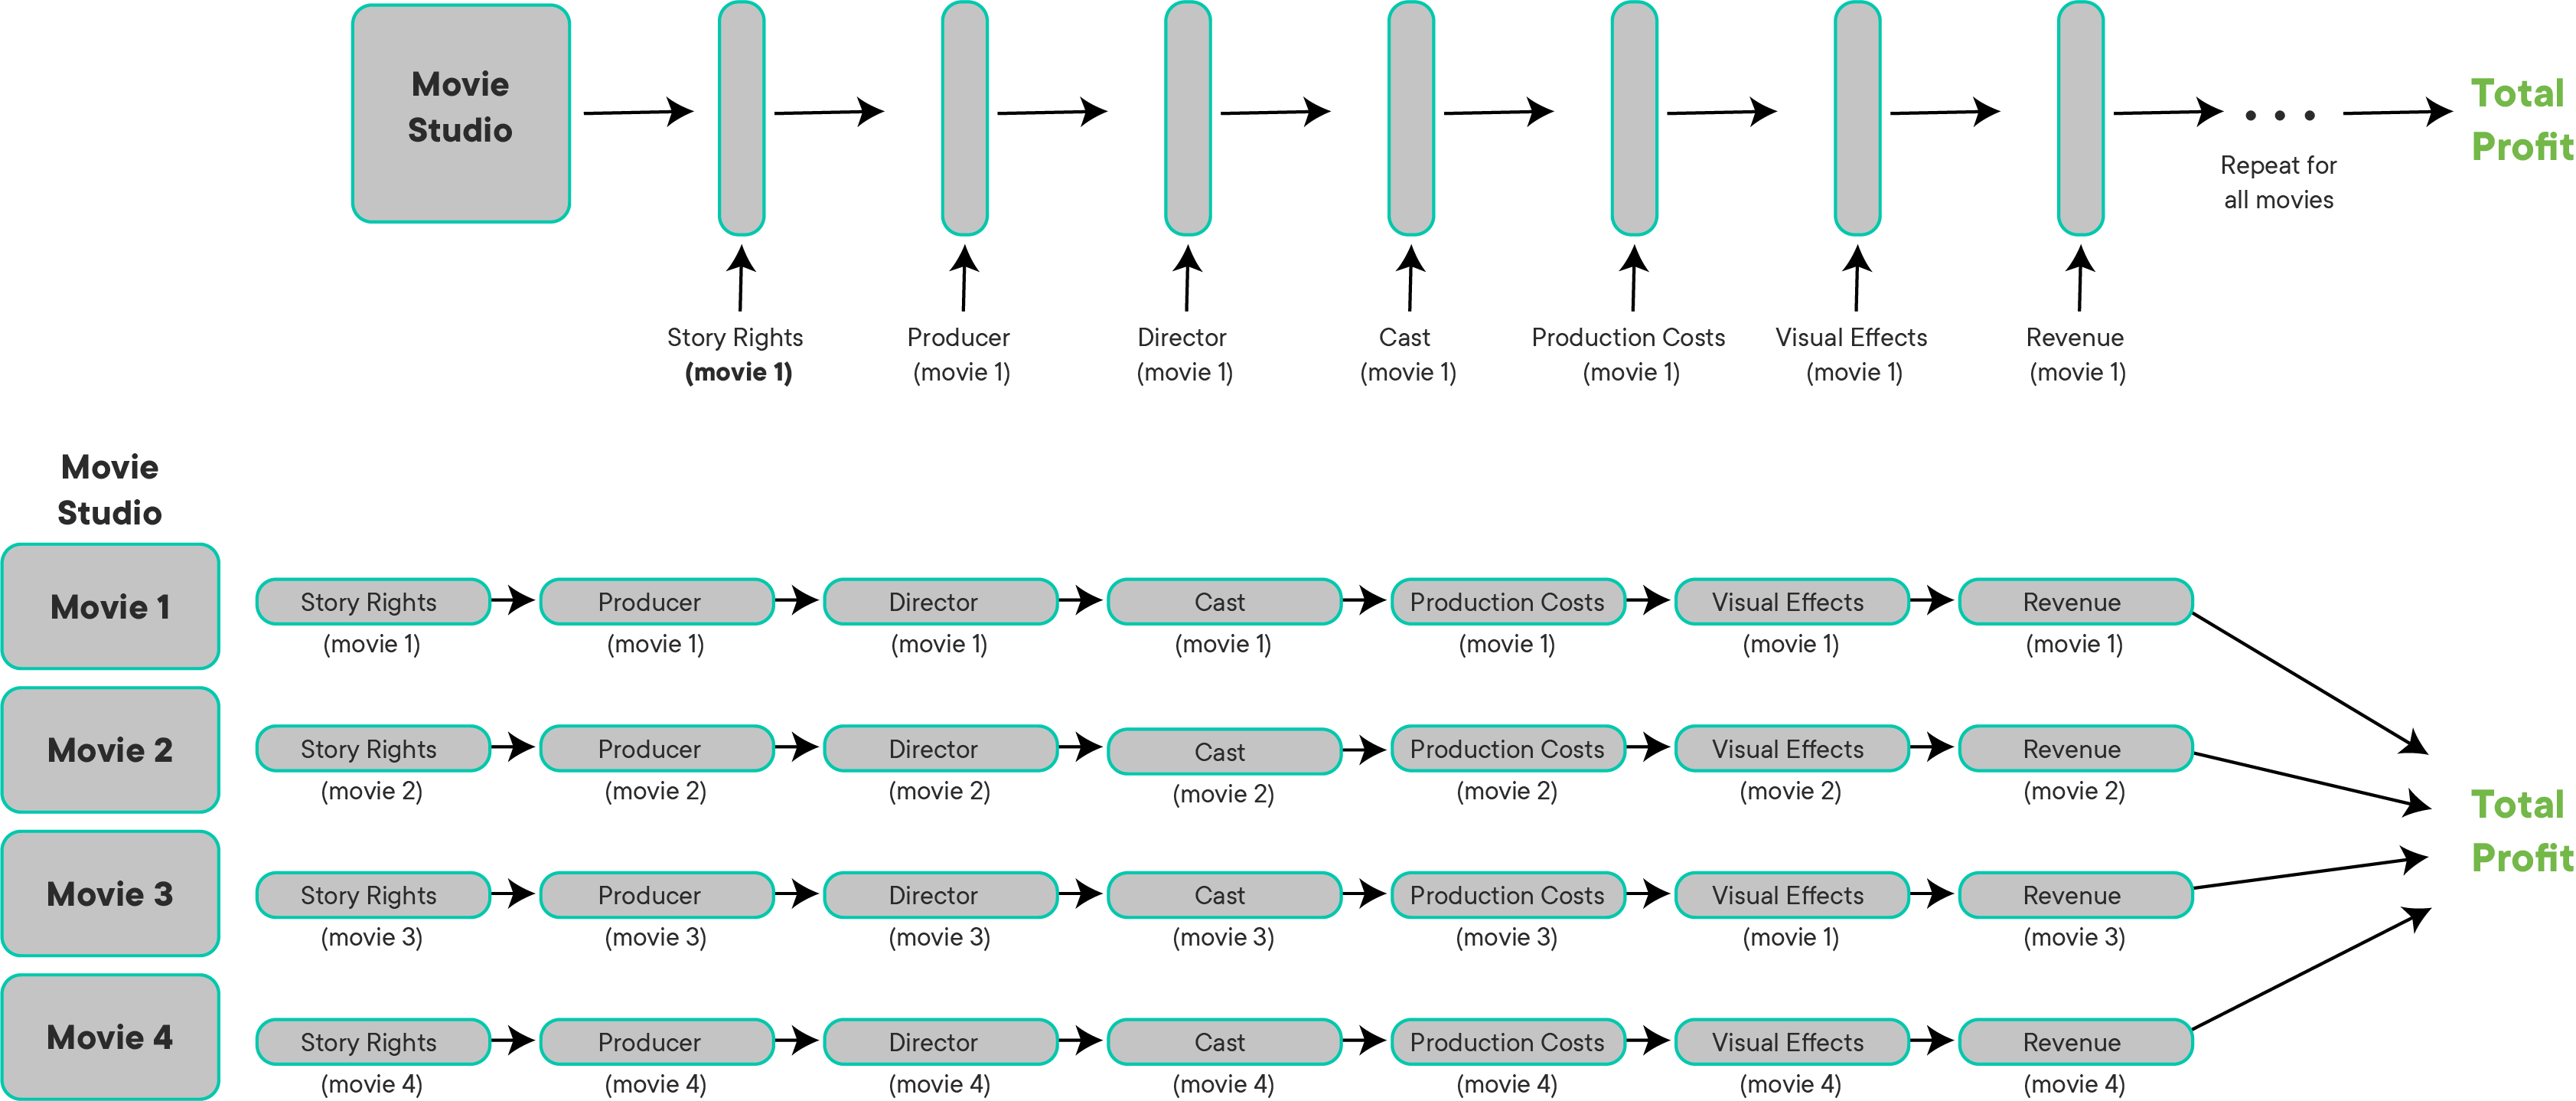 Movie
Studio
Total
Profit
Repeat for
all movies
Story Rights
(movie 1)
Producer
(movie 1)
Director
(movie 1)
Cast
(movie 1)
Production Costs
(movie 1)
Visual Effects
(movie 1)
Revenue
(movie 1)
Movie
Studio
Movie 1
Story Rights
(movie 1)
Producer
(movie 1)
Director
(movie 1)
Cast
(movie 1)
Production Costs
(movie 1)
Visual Effects
(movie 1)
Revenue
(movie 1)
Movie 2
Story Rights
(movie 2)
Producer
(movie 2)
Director
(movie 2)
Cast
(movie 2)
Production Costs
(movie 2)
Visual Effects
(movie 2)
Revenue
(movie 2)
Total
Profit
Movie 3
Story Rights
(movie 3)
Producer
(movie 3)
Director
(movie 3)
Cast
(movie 3)
Production Costs
(movie 3)
Visual Effects
(movie 1)
Revenue
(movie 3)
Movie 4
Story Rights
(movie 4)
Producer
(movie 4)
Director
(movie 4)
Cast
(movie 4)
Production Costs
(movie 4)
Visual Effects
(movie 4)
Revenue
(movie 4)